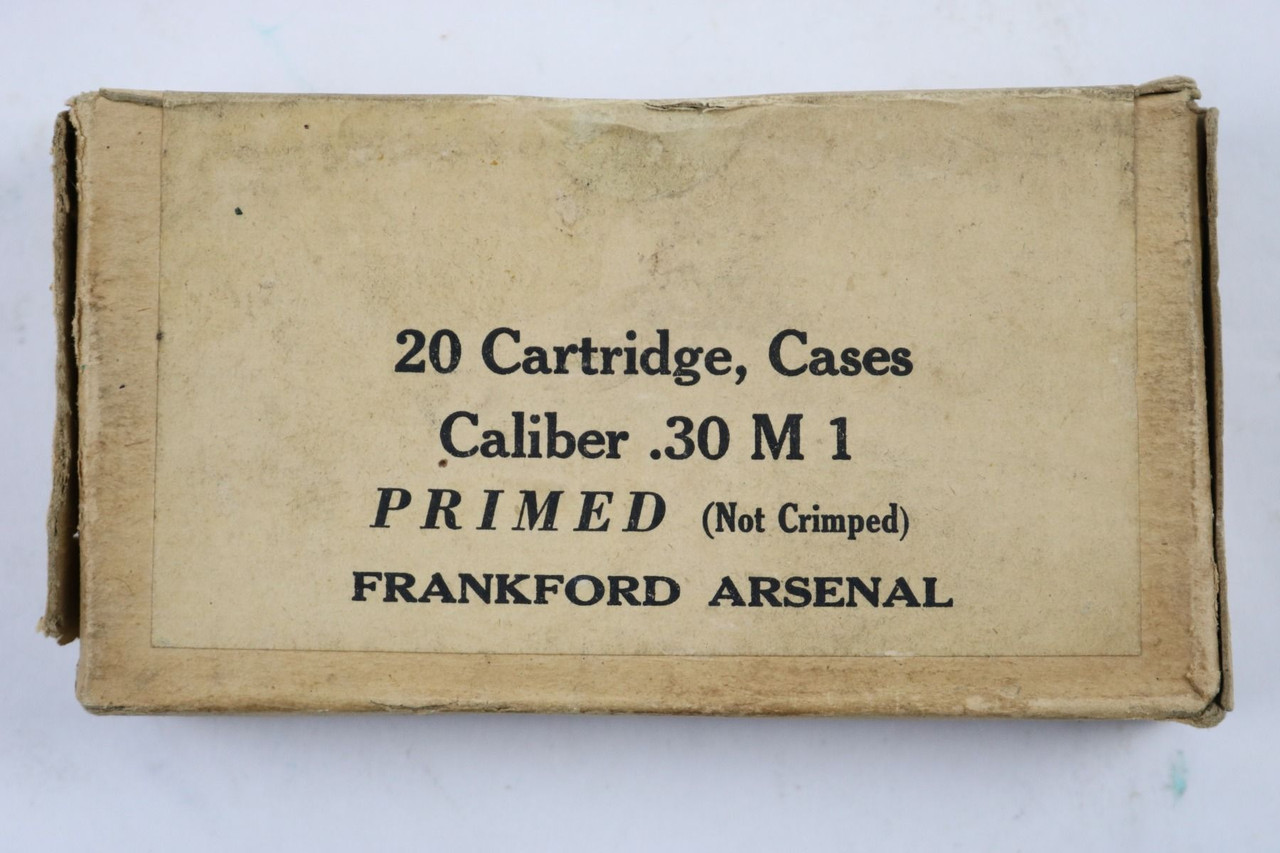 20 Cartridge, Cases
Caliber .30 M 1
PRIMED (Not Crimped)
FRANKFORD ARSENAL